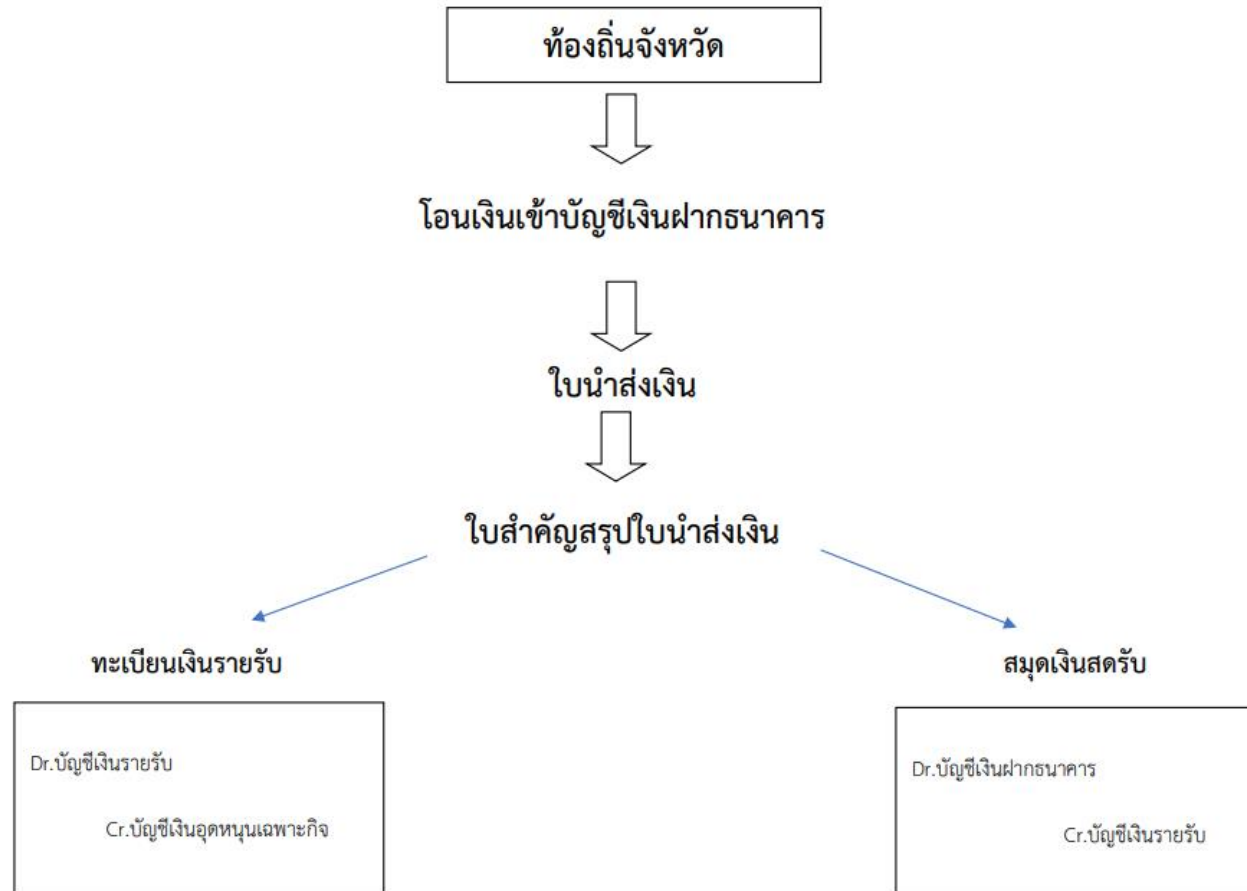 ท้องถิ่นจังหวัด
โอนเงินเข้าบัญชีเงินฝากธนาคาร
ใบนำส่งเงิน
ใบสำคัญสรุปใบนำส่งเงิน
ทะเบียนเงินรายรับ
Dr.บัญชีเงินรายรับ
Cr.บัญชีเงินอุดหนุนเฉพาะกิจ
สมุดเงินสดรับ
Dr.บัญชีเงินฝากธนาคาร
Cr.บัญชีเงินรายรับ